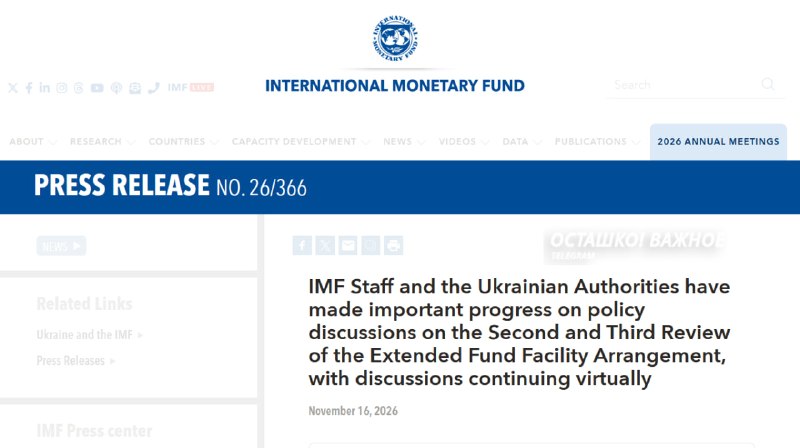 INTERNATIONAL MONETARY FUND
INTERNATIONAL MONETARY FUND
IMF LIVE
Search
ABOUT RESEARCH COUNTRIES CAPACITY DEVELOPMENT NEWS VIDEOS DATA PUBLICATIONS 2026 ANNUAL MEETINGS
PRESS RELEASE NO. 26/366
NEWS
ОСТАШКО! ВАЖНОЕ
TELEGRAM
Related Links
Ukraine and the IMF
Press Releases
IMF Press center
IMF Staff and the Ukrainian Authorities have
made important progress on policy
discussions on the Second and Third Review
of the Extended Fund Facility Arrangement,
with discussions continuing virtually
November 16, 2026